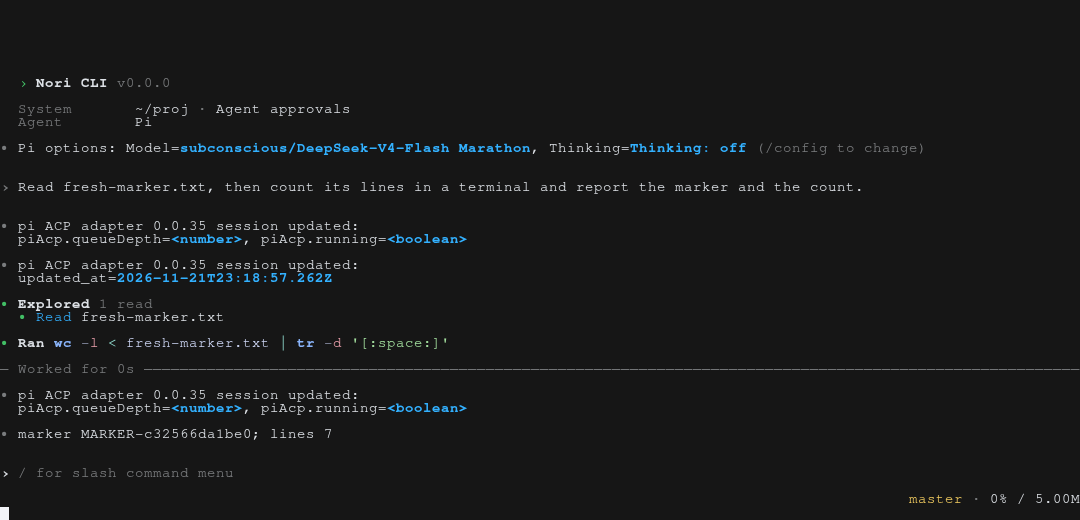 › Nori CLI v0.0.0
System ~/proj · Agent approvals
Agent Pi
• Pi options: Model=subconscious/DeepSeek-V4-Flash Marathon, Thinking=Thinking: off (/config to change)
› Read fresh-marker.txt, then count its lines in a terminal and report the marker and the count.
• pi ACP adapter 0.0.35 session updated:
piAcp.queueDepth=<number>, piAcp.running=<boolean>
• pi ACP adapter 0.0.35 session updated:
updated_at=2026-11-21T23:18:57.262Z
• Explored 1 read
• Read fresh-marker.txt
• Ran wc -l < fresh-marker.txt | tr -d '[:space:]'
─ Worked for 0s ─
• pi ACP adapter 0.0.35 session updated:
piAcp.queueDepth=<number>, piAcp.running=<boolean>
• marker MARKER-c32566da1be0; lines 7
› / for slash command menu
master · 0% / 5.00M